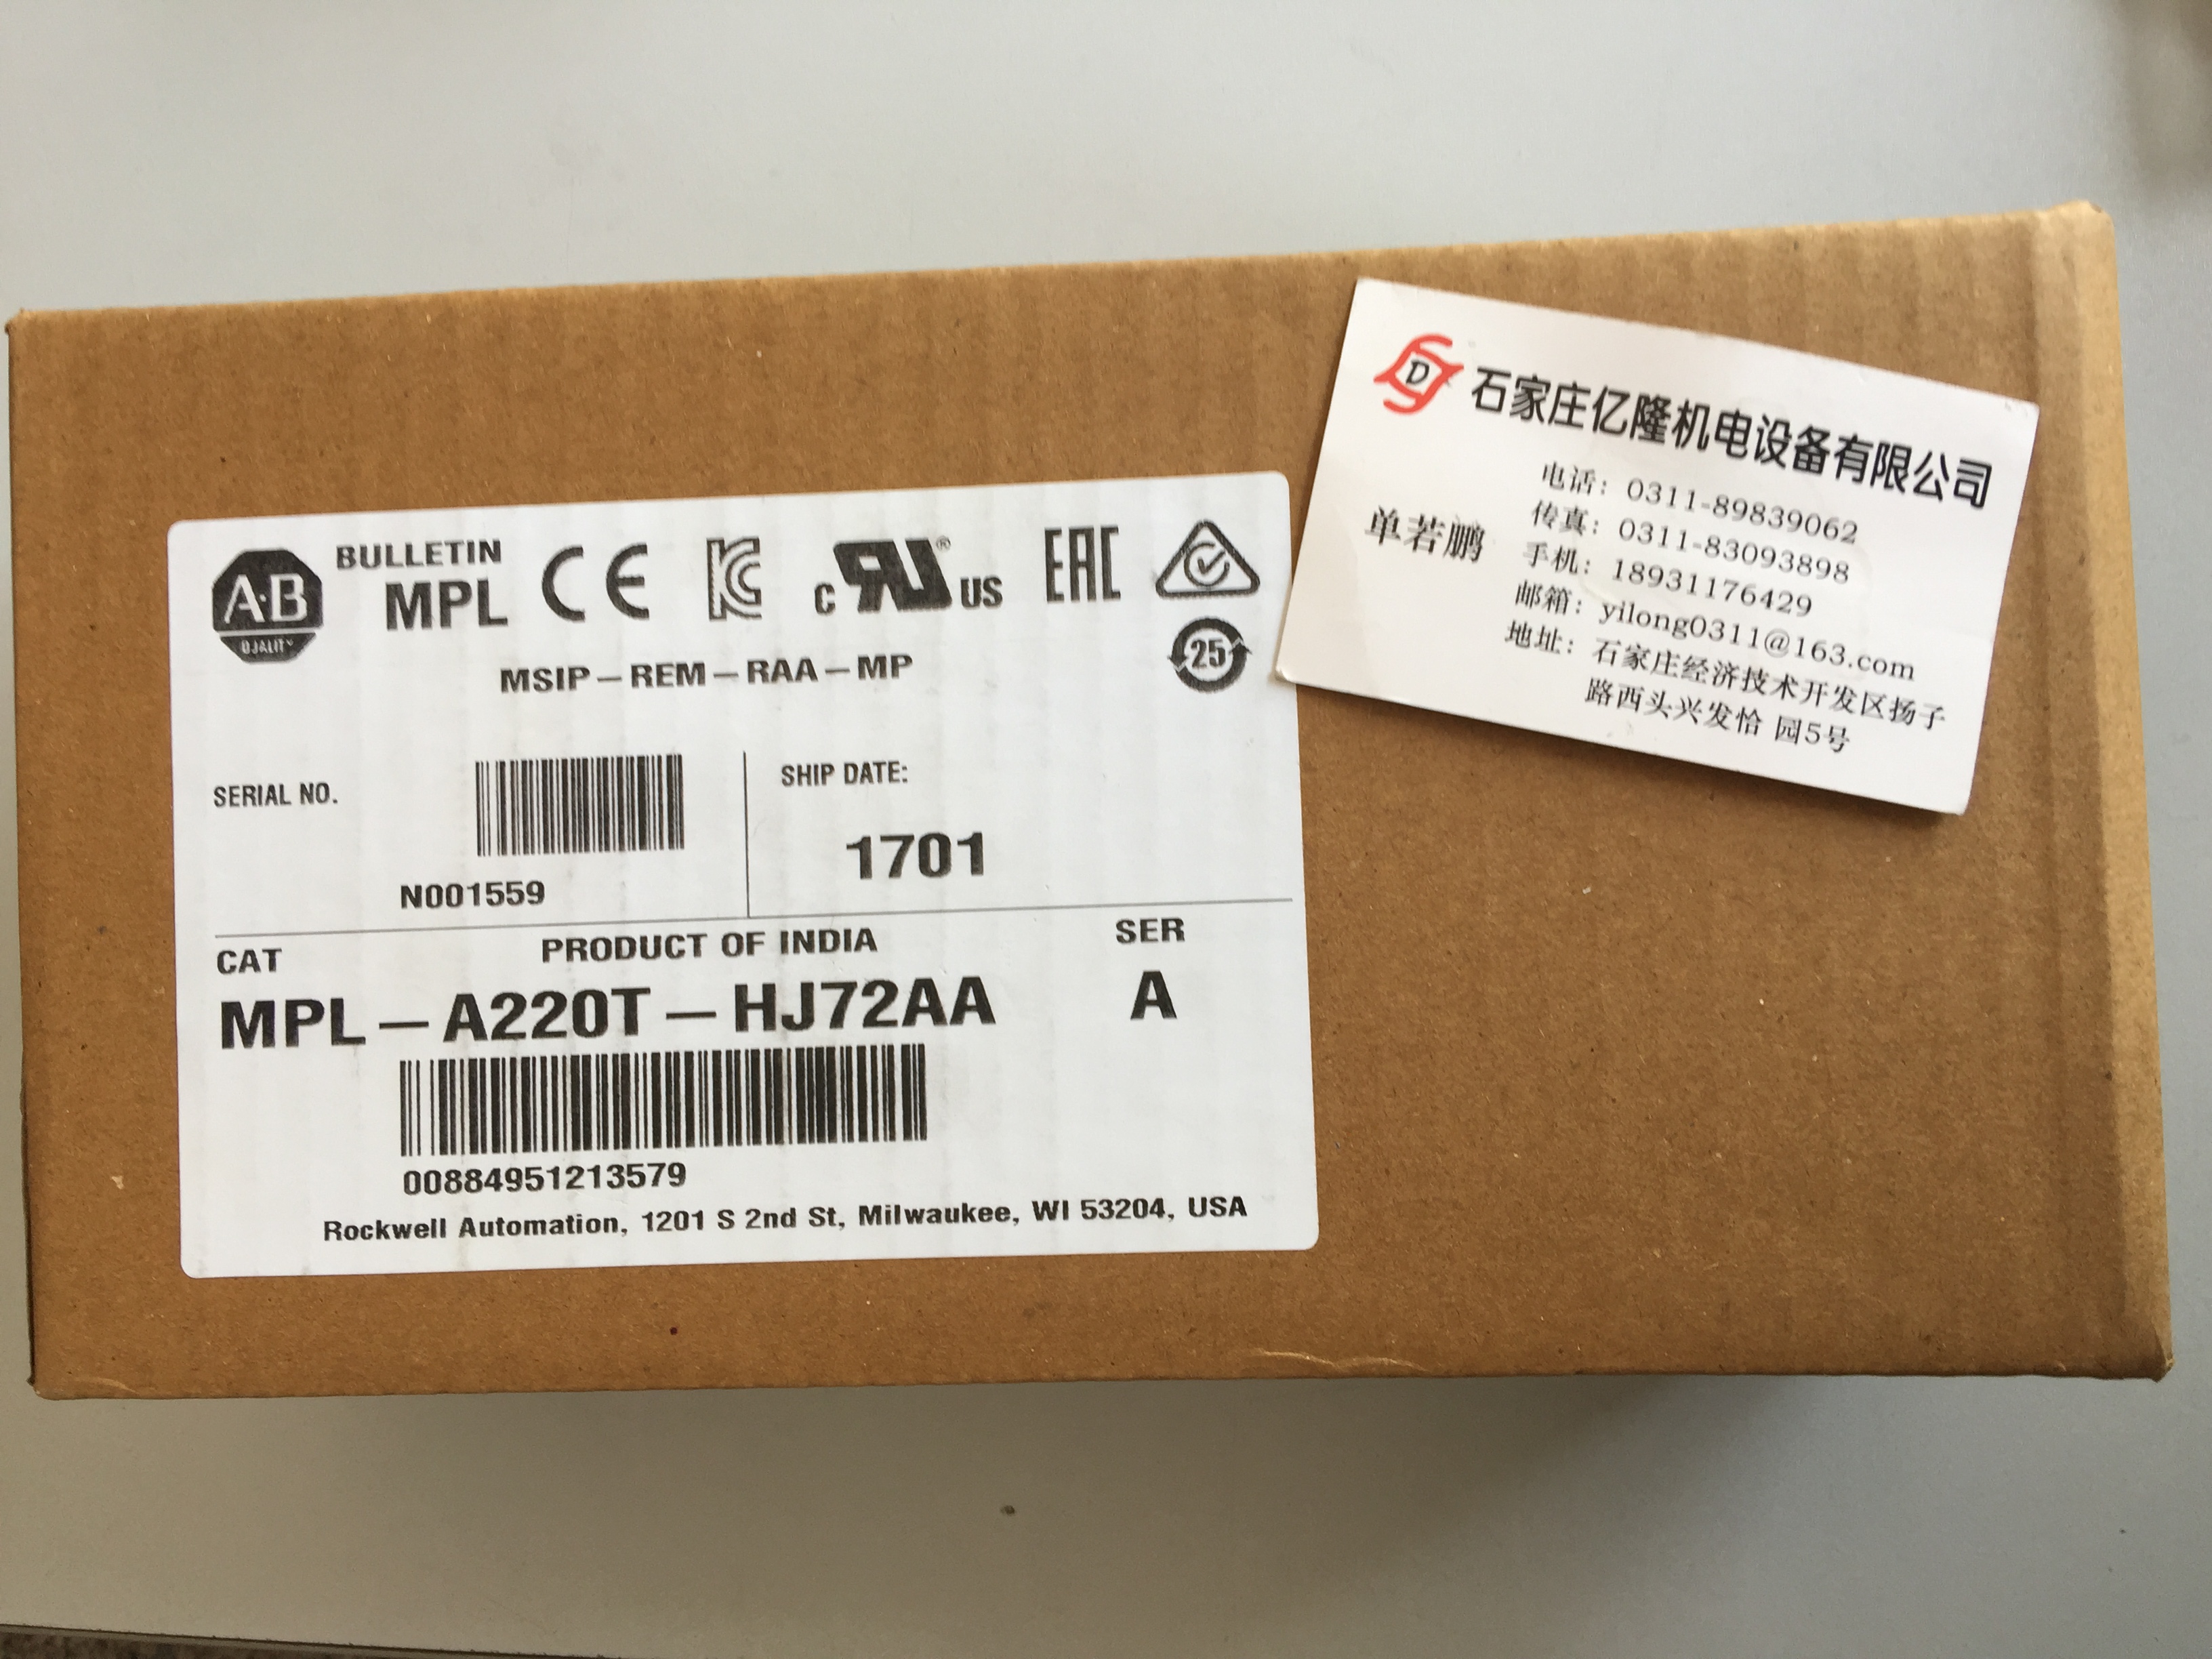 A·B
QUALITY
BULLETIN
MPL
CE
C RU ® US
EAC
25
MSIP-REM-RAA-MP
SERIAL NO.
N001559
SHIP DATE:
1701
CAT
PRODUCT OF INDIA
SER
MPL-A220T-HJ72AA
A
00884951213579
Rockwell Automation, 1201 S 2nd St, Milwaukee, WI 53204, USA
D
石家庄亿隆机电设备有限公司
单若鹏
电话：0311-89839062
传真：0311-83093898
手机：18931176429
邮箱：yilong0311@163.com
地址：石家庄经济技术开发区扬子
路西头兴发恰 园5号